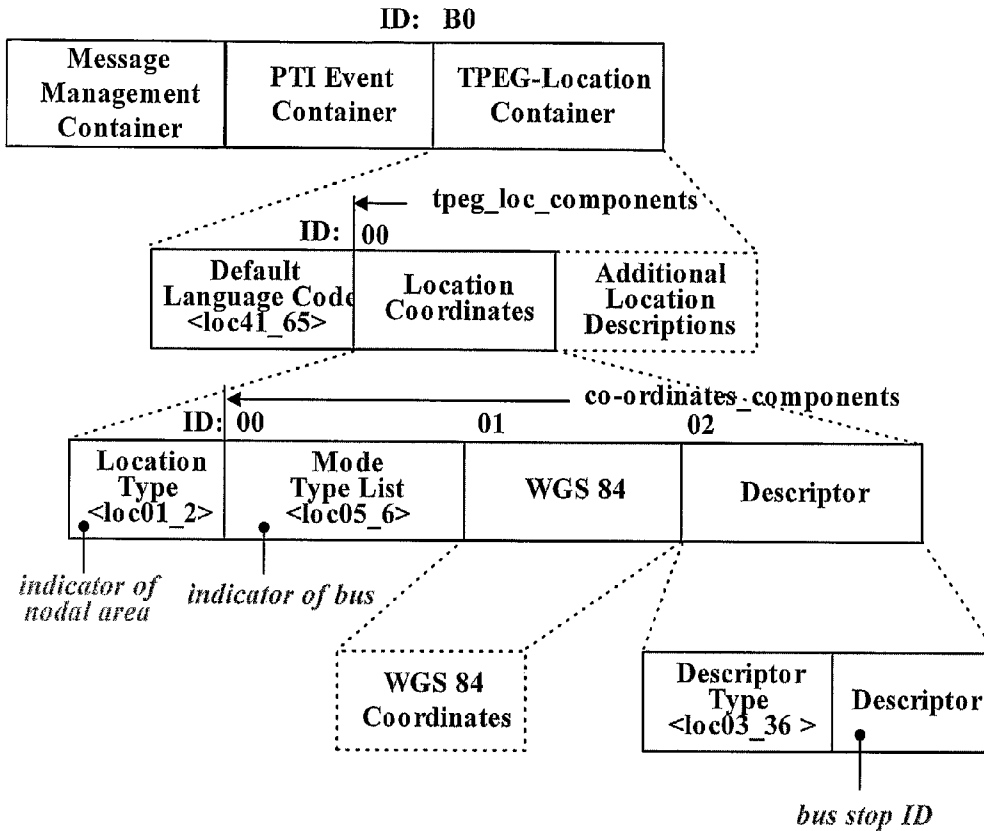 ID: B0
Message
Management
Container
PTI Event
Container
TPEG-Location
Container
tpeg_loc_components
ID: 00
Default
Language Code
<loc41_65>
Location
Coordinates
Additional
Location
Descriptions
co-ordinates_components
ID: 00 01 02
Location
Type
<loc01_2>
Mode
Type List
<loc05_6>
WGS 84
Descriptor
indicator of
nodal area
indicator of bus
WGS 84
Coordinates
Descriptor
Type
<loc03_36 >
Descriptor
bus stop ID